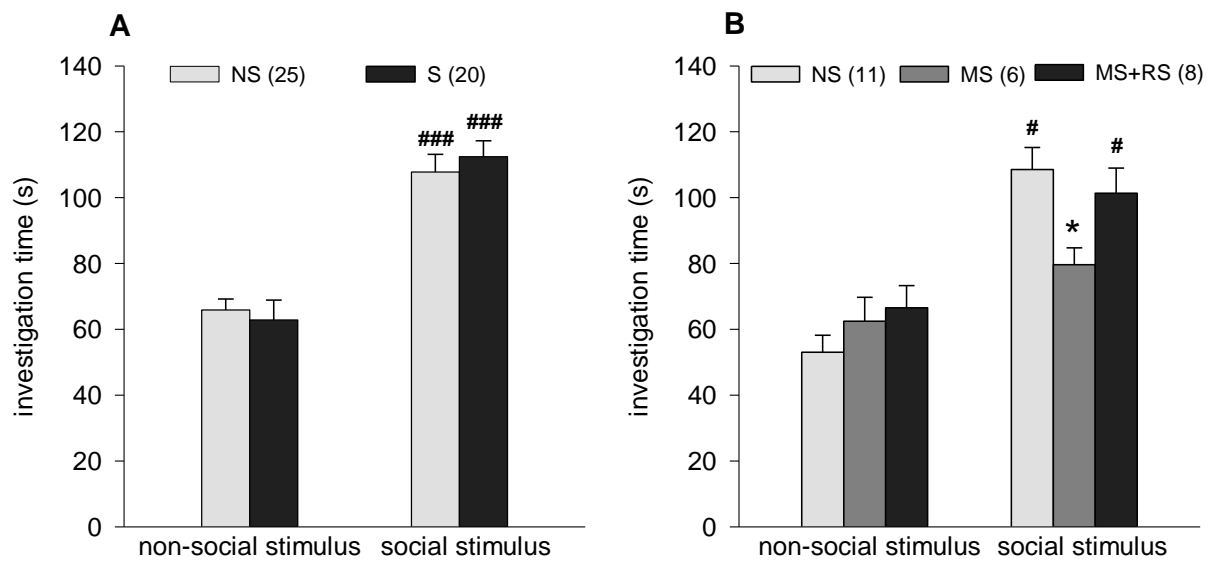 A
NS (25) S (20)
investigation time (s)
140
120
100
80
60
40
20
0
### ###
non-social stimulus social stimulus
B
NS (11) MS (6) MS+RS (8)
investigation time (s)
140
120
100
80
60
40
20
0
# * #
non-social stimulus social stimulus